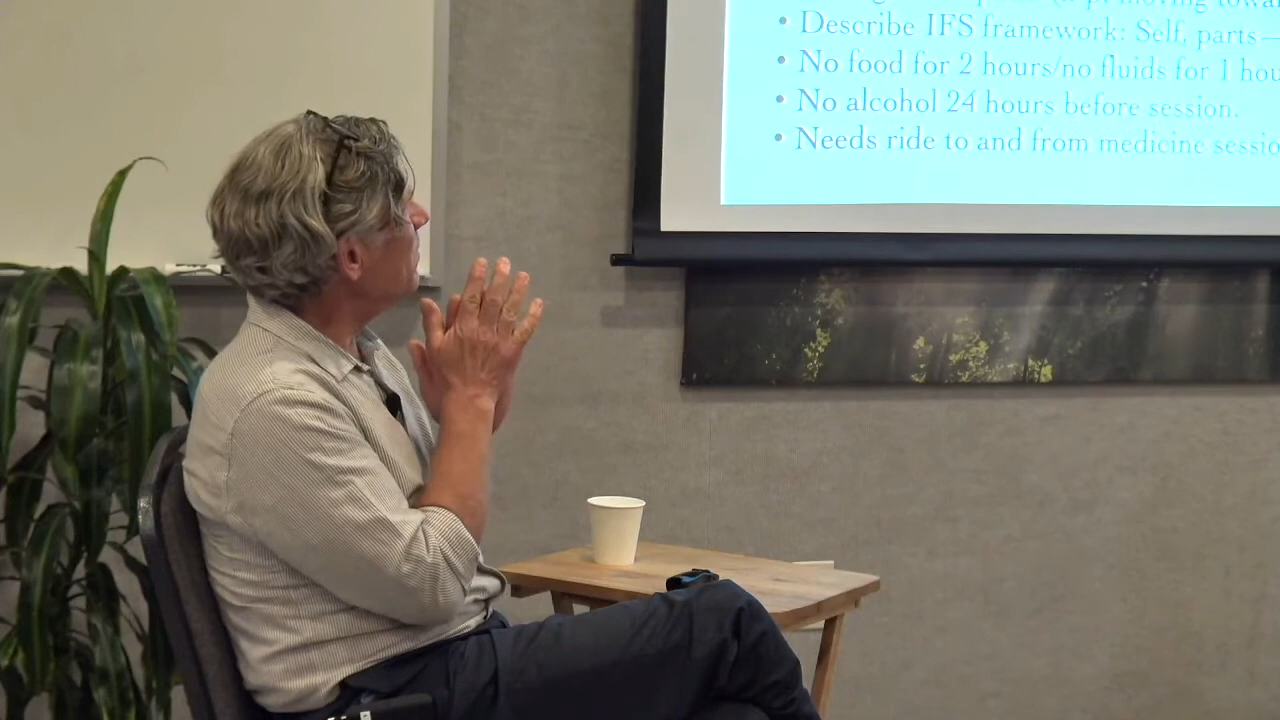 moving
• Describe IFS framework: Self, parts—
• No food for 2 hours/no fluids for 1
• No alcohol 24 hours before session.
• Needs ride to and from medicine